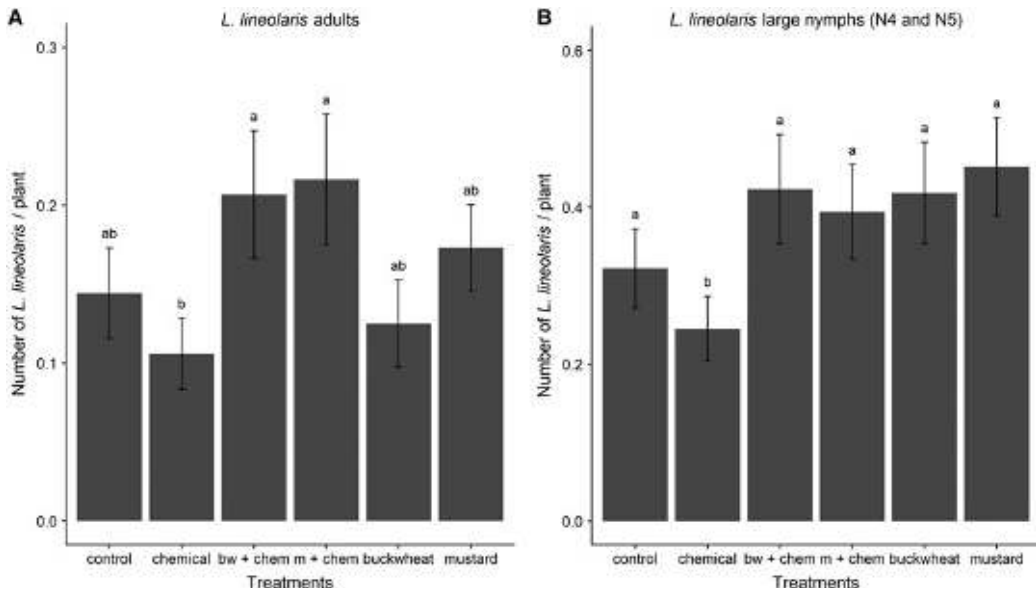 A
L. lineolaris adults
Number of L. lineolaris / plant
0.3
0.2
0.1
0.0
ab
b
a
a
ab
ab
control chemical bw + chem m + chem buckwheat mustard
Treatments
B
L. lineolaris large nymphs (N4 and N5)
Number of L. lineolaris / plant
0.6
0.4
0.2
0.0
a
b
a
a
a
a
control chemical bw + chem m + chem buckwheat mustard
Treatments